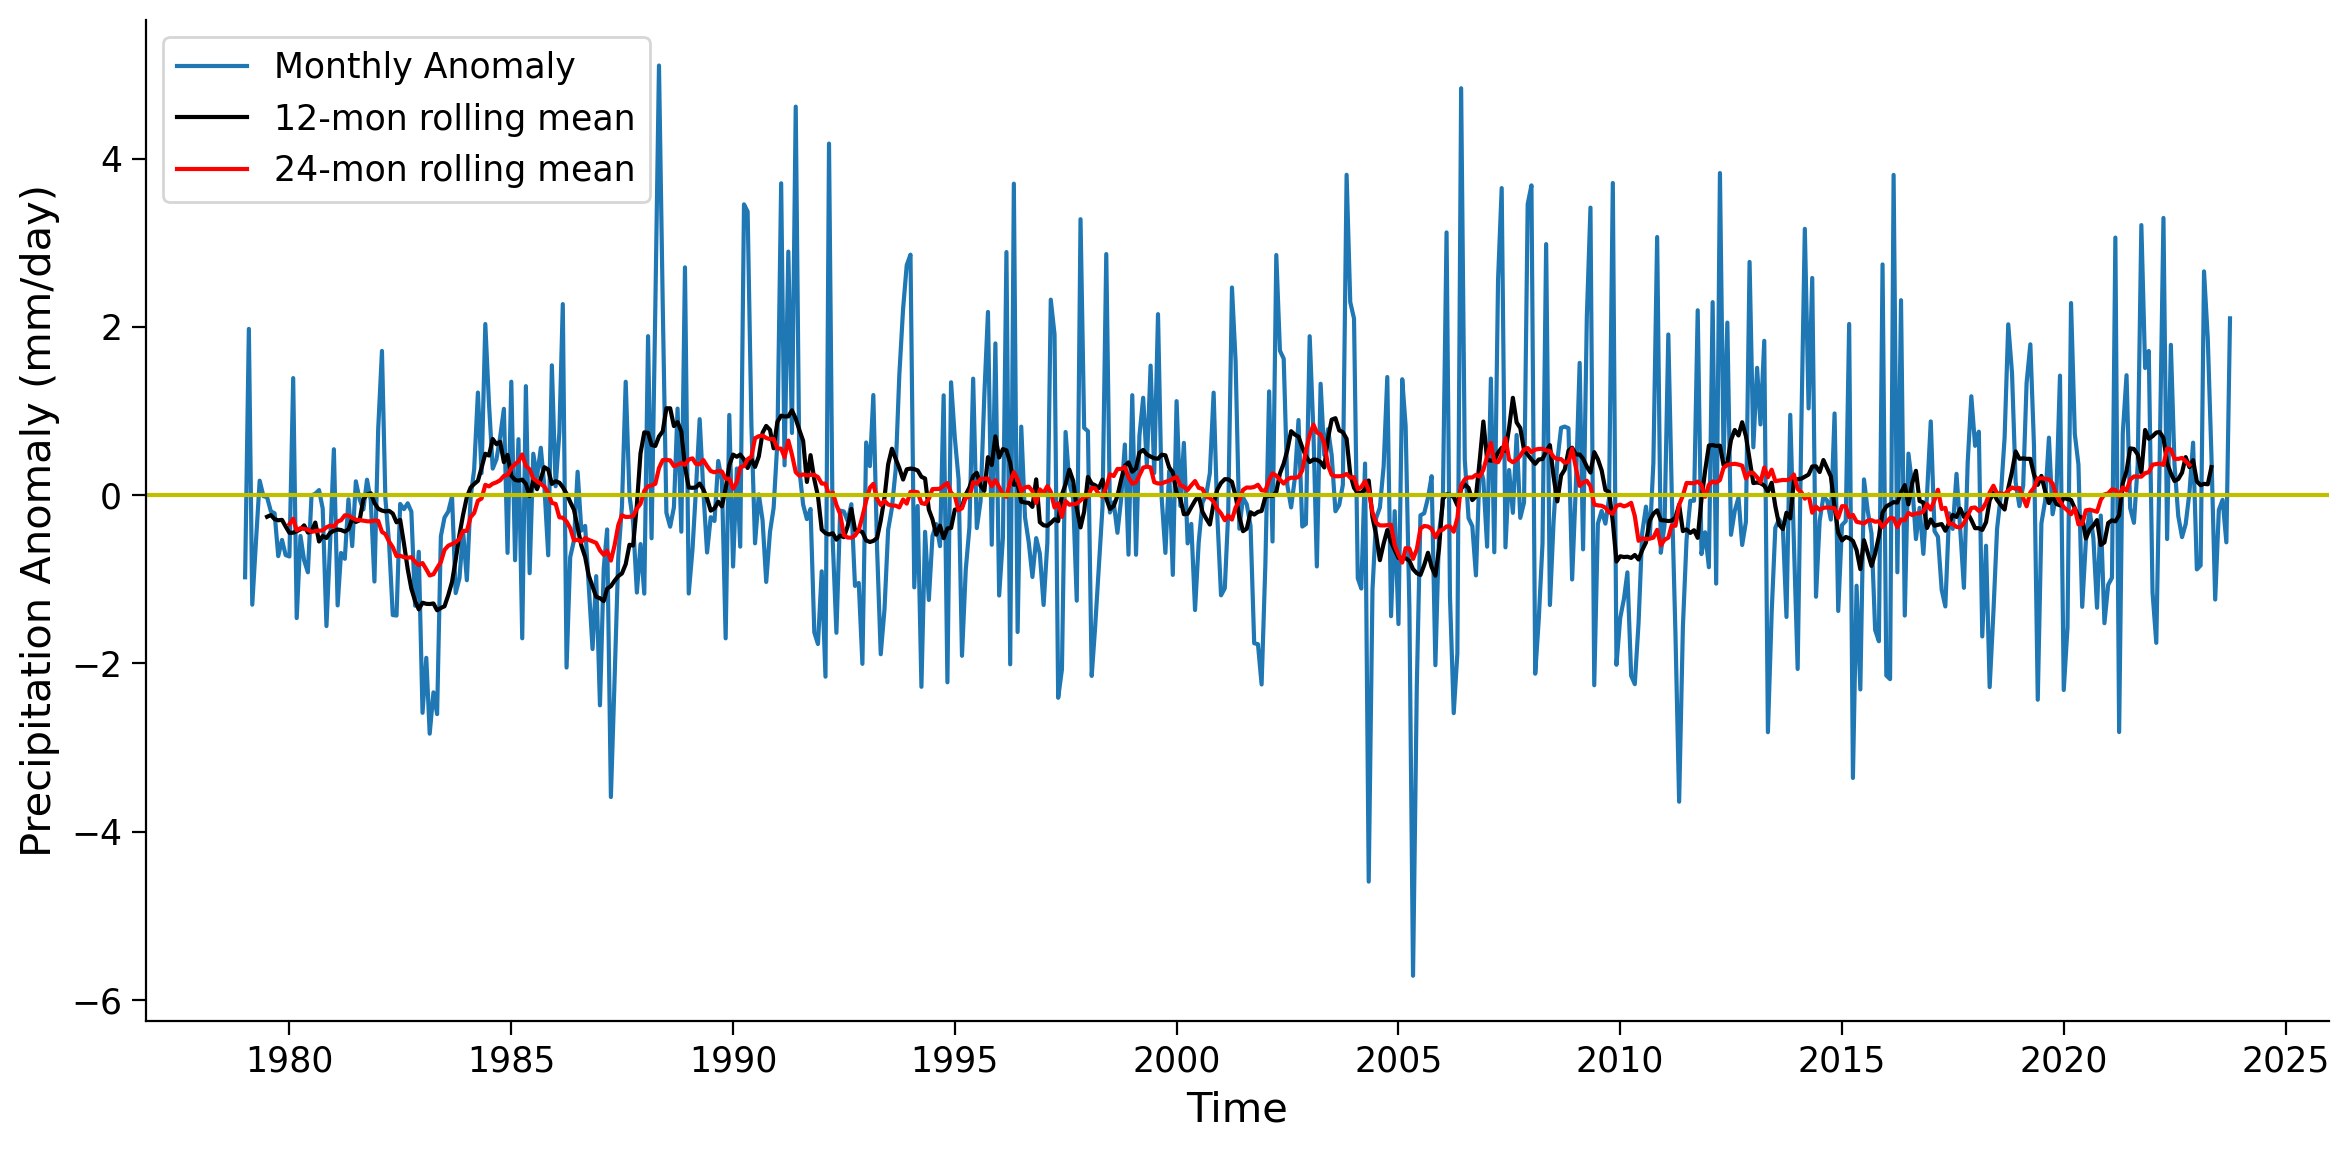 Monthly Anomaly
12-mon rolling mean
24-mon rolling mean
Precipitation Anomaly (mm/day)
4
2
0
−2
−4
−6
1980 1985 1990 1995 2000 2005 2010 2015 2020 2025
Time